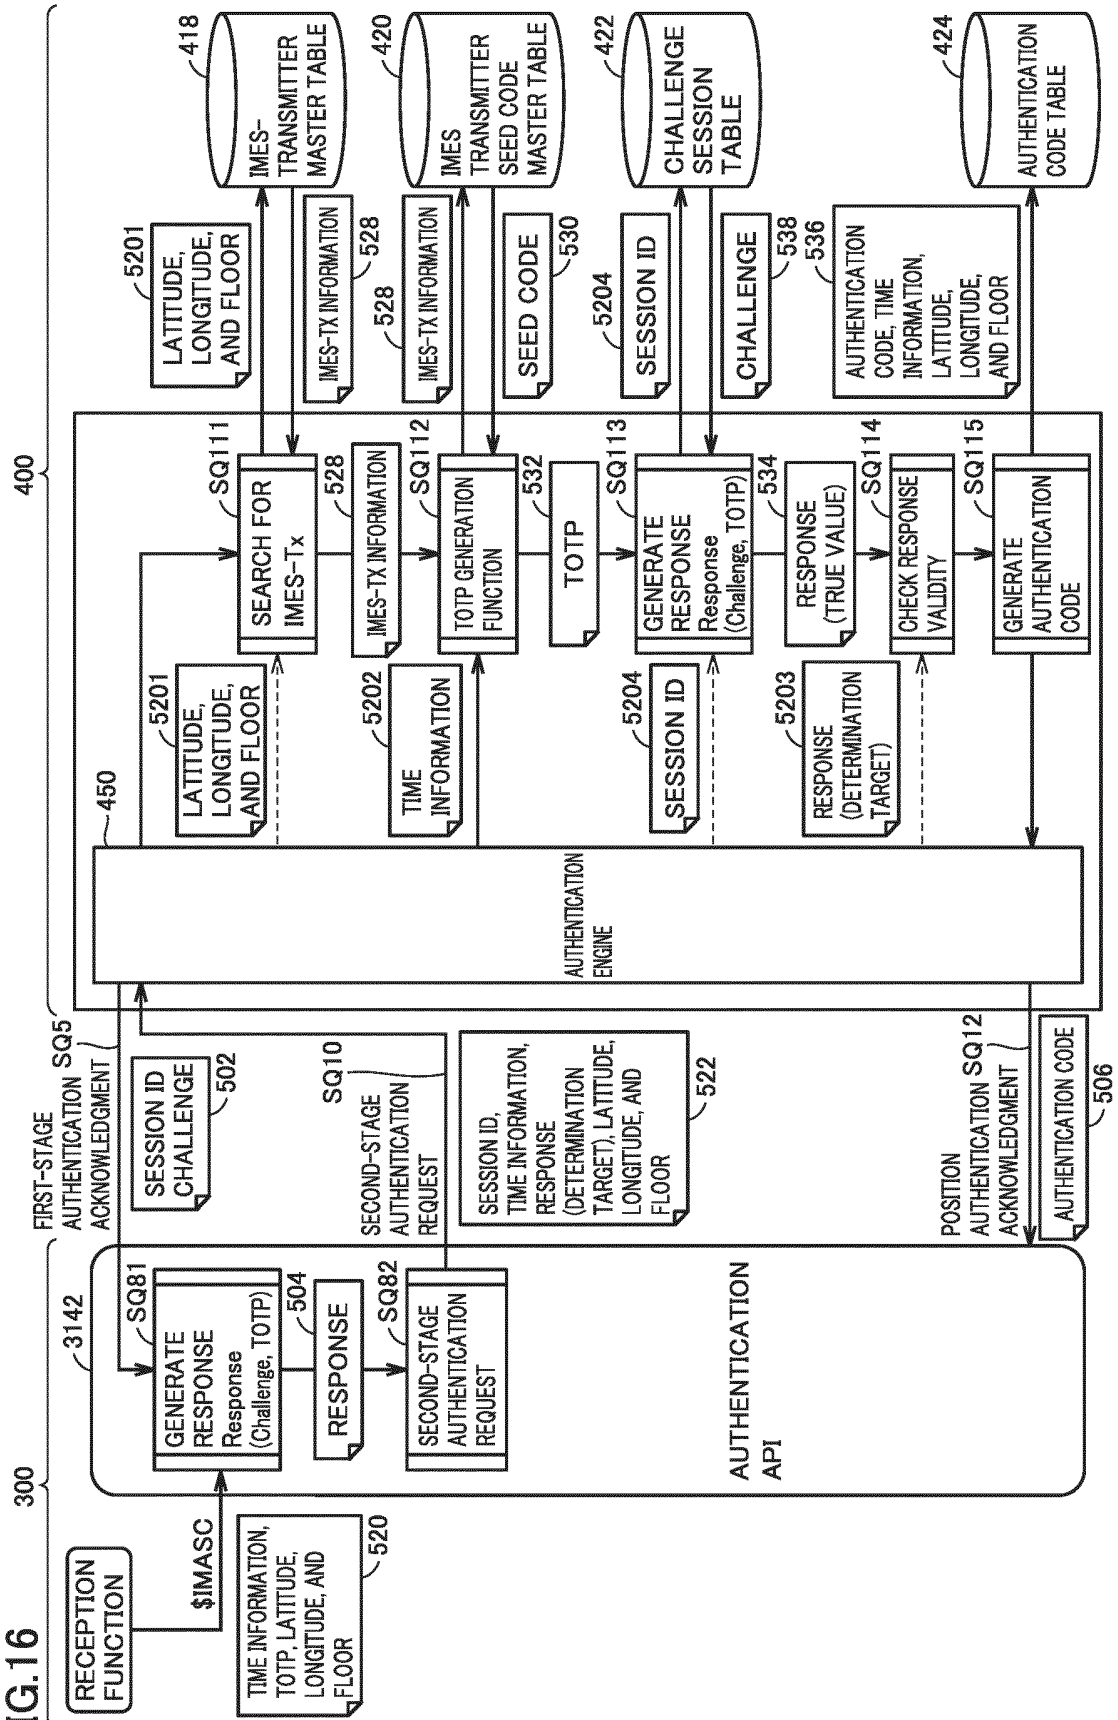 IG.16
300
400
RECEPTION
FUNCTION
$IMASC
TIME INFORMATION,
TOTP, LATITUDE,
LONGITUDE, AND
FLOOR
520
3142
SQ81
GENERATE
RESPONSE
Response
(Challenge, TOTP)
504
RESPONSE
SQ82
SECOND-STAGE
AUTHENTICATION
REQUEST
AUTHENTICATION
API
FIRST-STAGE
AUTHENTICATION
ACKNOWLEDGMENT
SQ5
SESSION ID
CHALLENGE
502
SQ10
SECOND-STAGE
AUTHENTICATION
REQUEST
SESSION ID,
TIME INFORMATION,
RESPONSE
(DETERMINATION
TARGET), LATITUDE,
LONGITUDE, AND
FLOOR
522
POSITION
AUTHENTICATION
ACKNOWLEDGMENT
SQ12
AUTHENTICATION CODE
506
450
AUTHENTICATION
ENGINE
5201
LATITUDE,
LONGITUDE,
AND FLOOR
5202
TIME
INFORMATION
5204
SESSION ID
5203
RESPONSE
(DETERMINATION
TARGET)
SQ111
SEARCH FOR
IMES-Tx
528
IMES-TX INFORMATION
SQ112
TOTP GENERATION
FUNCTION
532
TOTP
SQ113
GENERATE
RESPONSE
Response
(Challenge, TOTP)
534
RESPONSE
(TRUE VALUE)
SQ114
CHECK RESPONSE
VALIDITY
SQ115
GENERATE
AUTHENTICATION
CODE
5201
LATITUDE,
LONGITUDE,
AND FLOOR
IMES-TX INFORMATION
528
528
IMES-TX INFORMATION
SEED CODE
530
5204
SESSION ID
CHALLENGE
538
536
AUTHENTICATION
CODE, TIME
INFORMATION,
LATITUDE,
LONGITUDE,
AND FLOOR
418
IMES-
TRANSMITTER
MASTER TABLE
420
IMES
TRANSMITTER
SEED CODE
MASTER TABLE
422
CHALLENGE
SESSION
TABLE
424
AUTHENTICATION
CODE TABLE